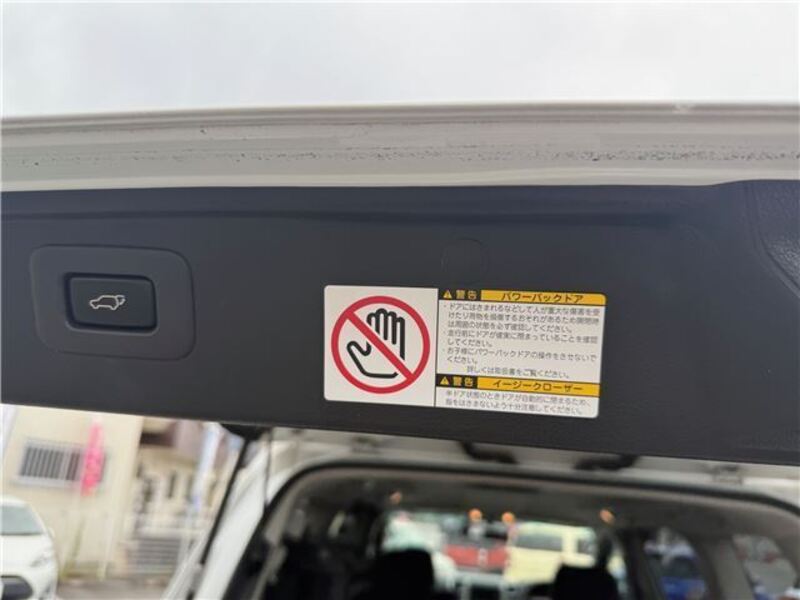 警告 パワーバックドア
・ドアにはさまれるなどして人が重大な傷害を受
けたり荷物を損傷するおそれがあるため開閉時
は周囲の状態を必ず確認してください。
・走行前にドアが確実に閉まっていることを確認
してください。
・お子様にパワーバックドアの操作をさせないで
ください。
詳しくは取扱書をご覧ください。
警告 イージークローザー
半ドア状態のときドアが自動的に閉まるため、
指をはさまないよう十分注意してください。